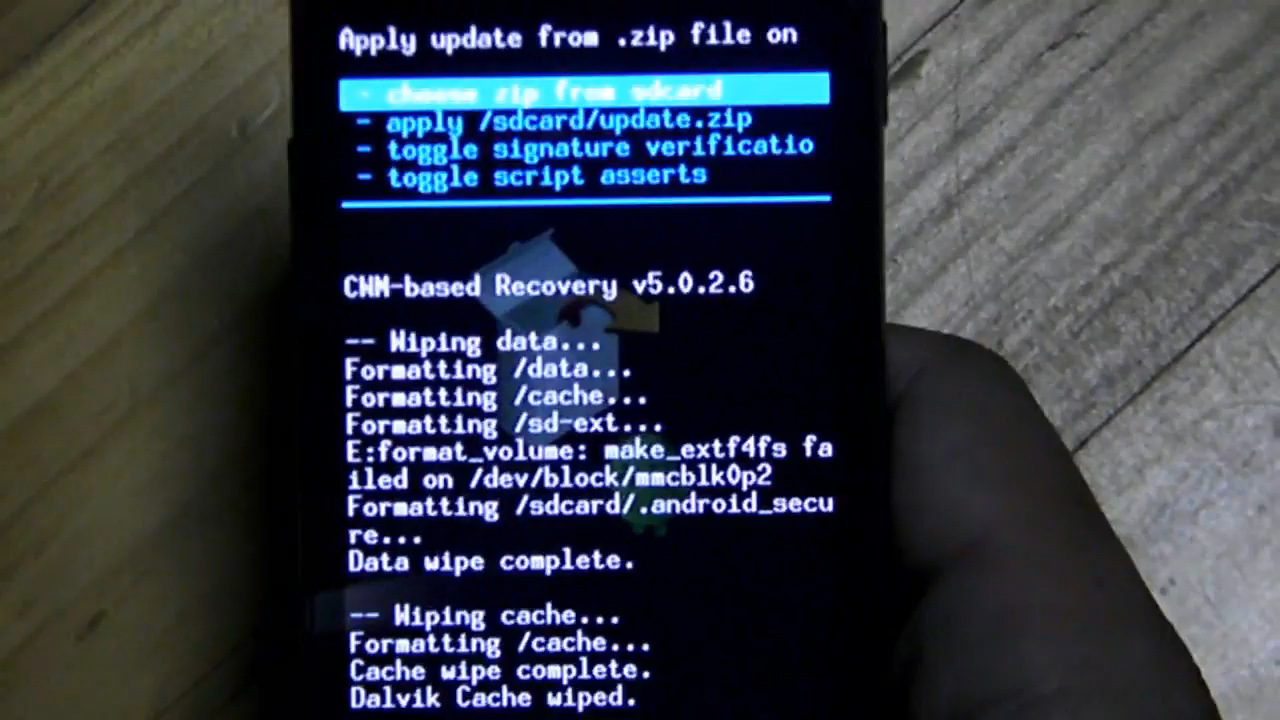 Apply update from .zip file on
- choose zip from sdcard
- apply /sdcard/update.zip
- toggle signature verificatio
- toggle script asserts
CWM-based Recovery v5.0.2.6
-- Wiping data...
Formatting /data...
Formatting /cache...
Formatting /sd-ext...
E:format_volume: make_extf4fs fa
iled on /dev/block/mmcblk0p2
Formatting /sdcard/.android_secu
re...
Data wipe complete.
-- Wiping cache...
Formatting /cache...
Cache wipe complete.
Dalvik Cache wiped.